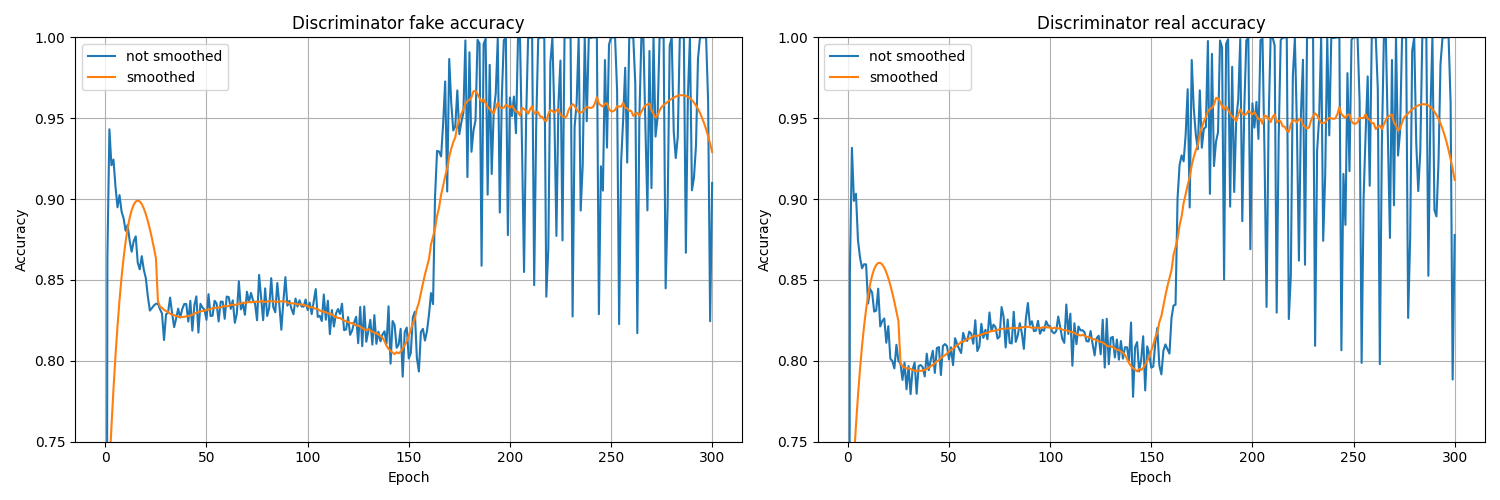 Discriminator fake accuracy
1.00
0.95
0.90
0.85
0.80
0.75
Accuracy
not smoothed
smoothed
0 50 100 150 200 250 300
Epoch
Discriminator real accuracy
1.00
0.95
0.90
0.85
0.80
0.75
Accuracy
not smoothed
smoothed
0 50 100 150 200 250 300
Epoch